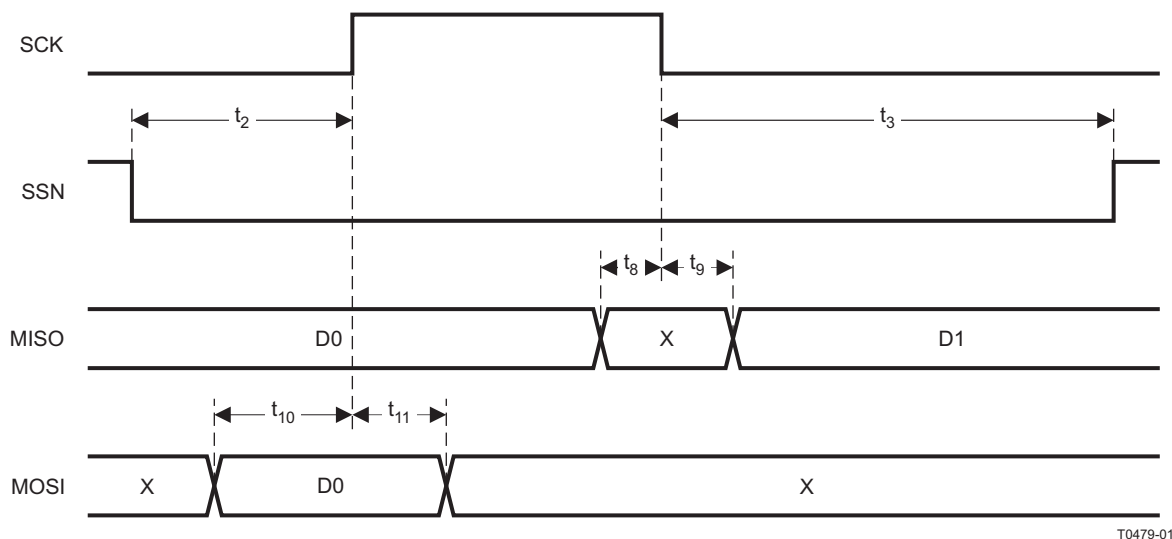 SCK
t2
t3
SSN
t8
t9
MISO
D0
X
D1
t10
t11
MOSI
X
D0
X
T0479-01